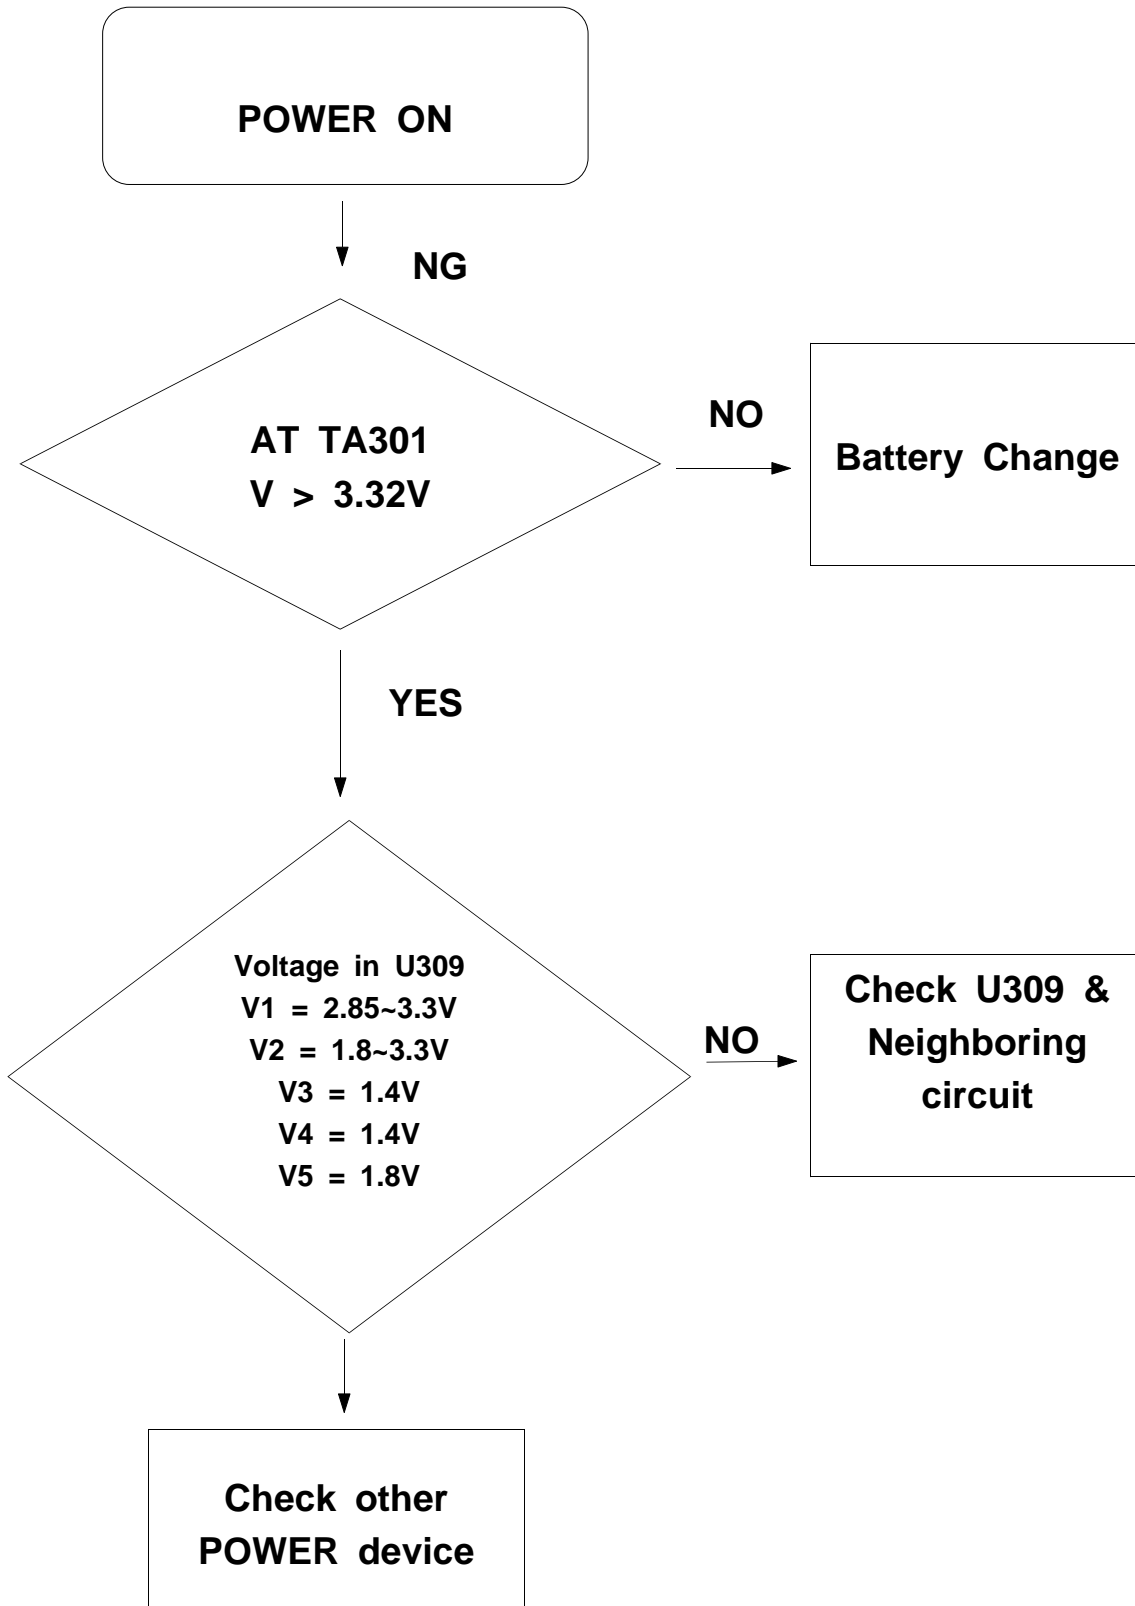 POWER ON
NG
AT TA301
V > 3.32V
NO
Battery Change
YES
Voltage in U309
V1 = 2.85~3.3V
V2 = 1.8~3.3V
V3 = 1.4V
V4 = 1.4V
V5 = 1.8V
NO
Check U309 &
Neighboring
circuit
Check other
POWER device